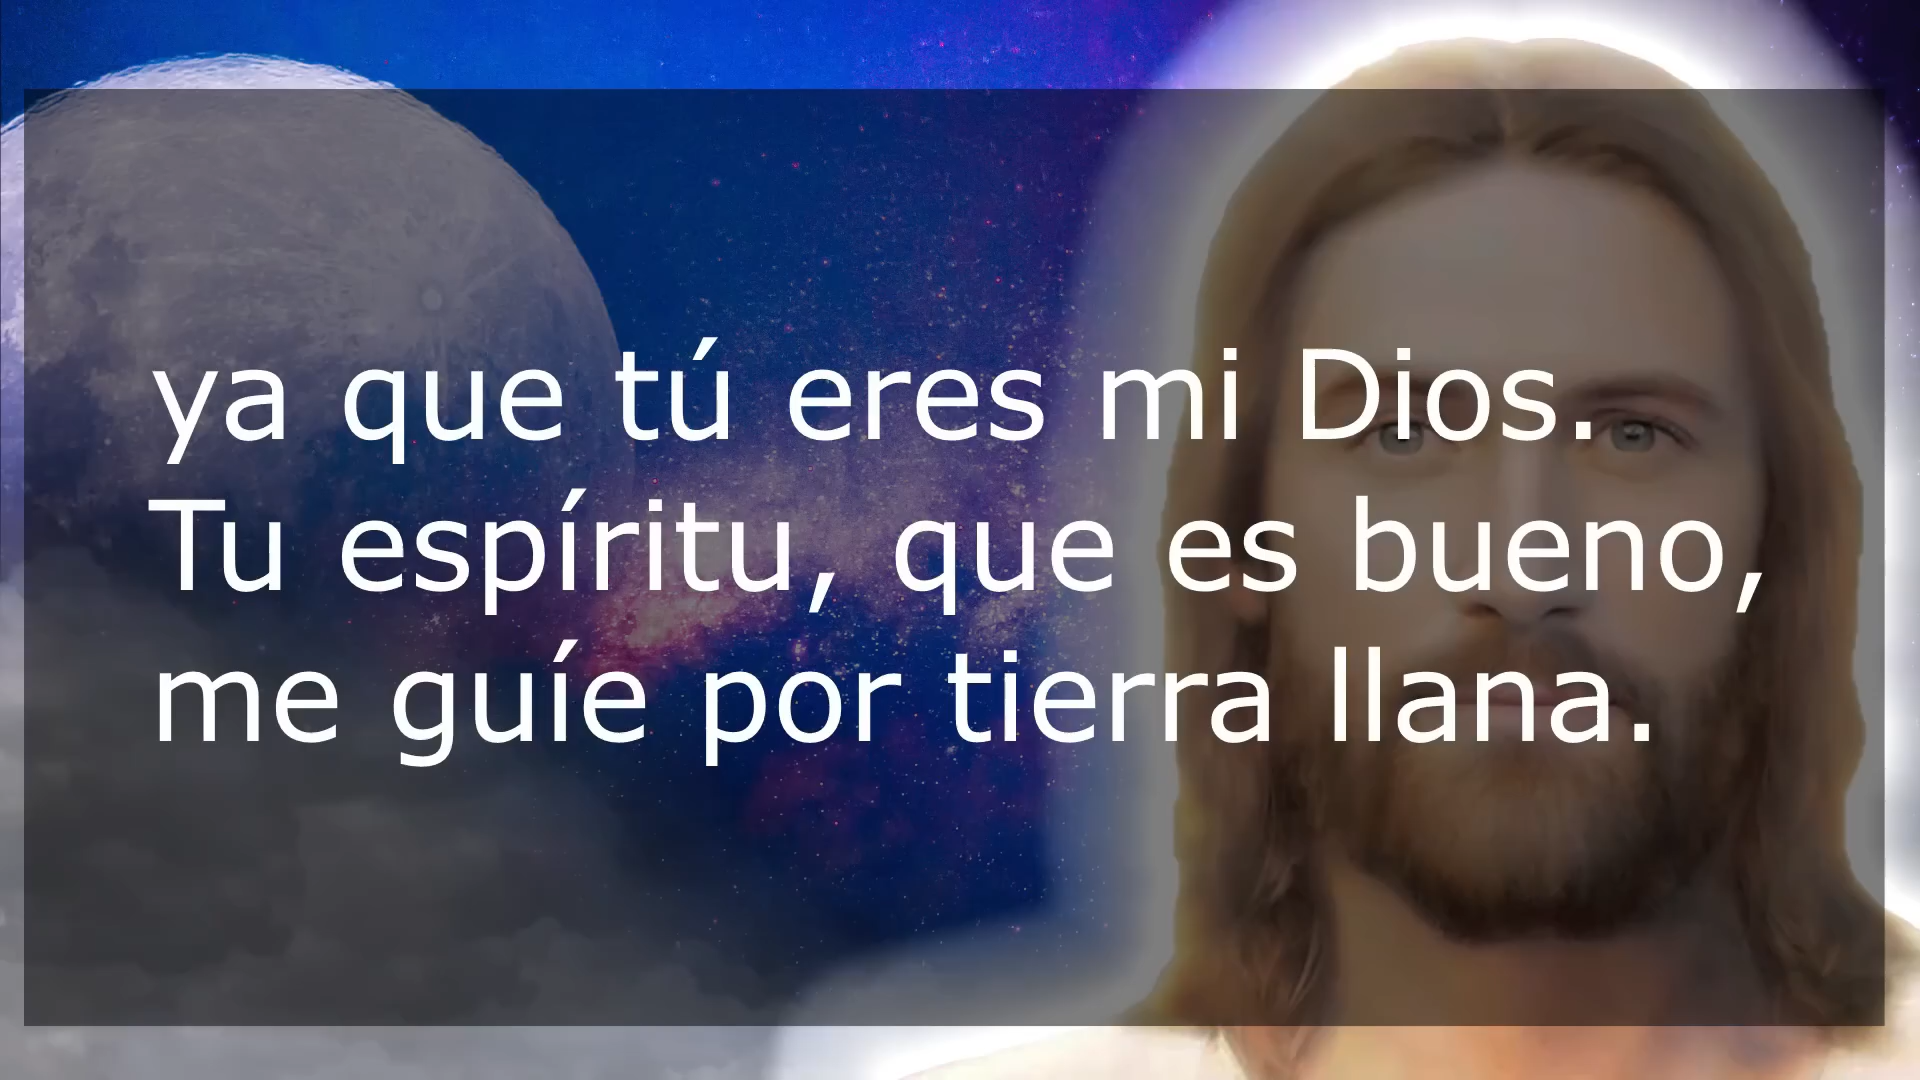 ya que tú eres mi Dios.
Tu espíritu, que es bueno,
me guíe por tierra llana.